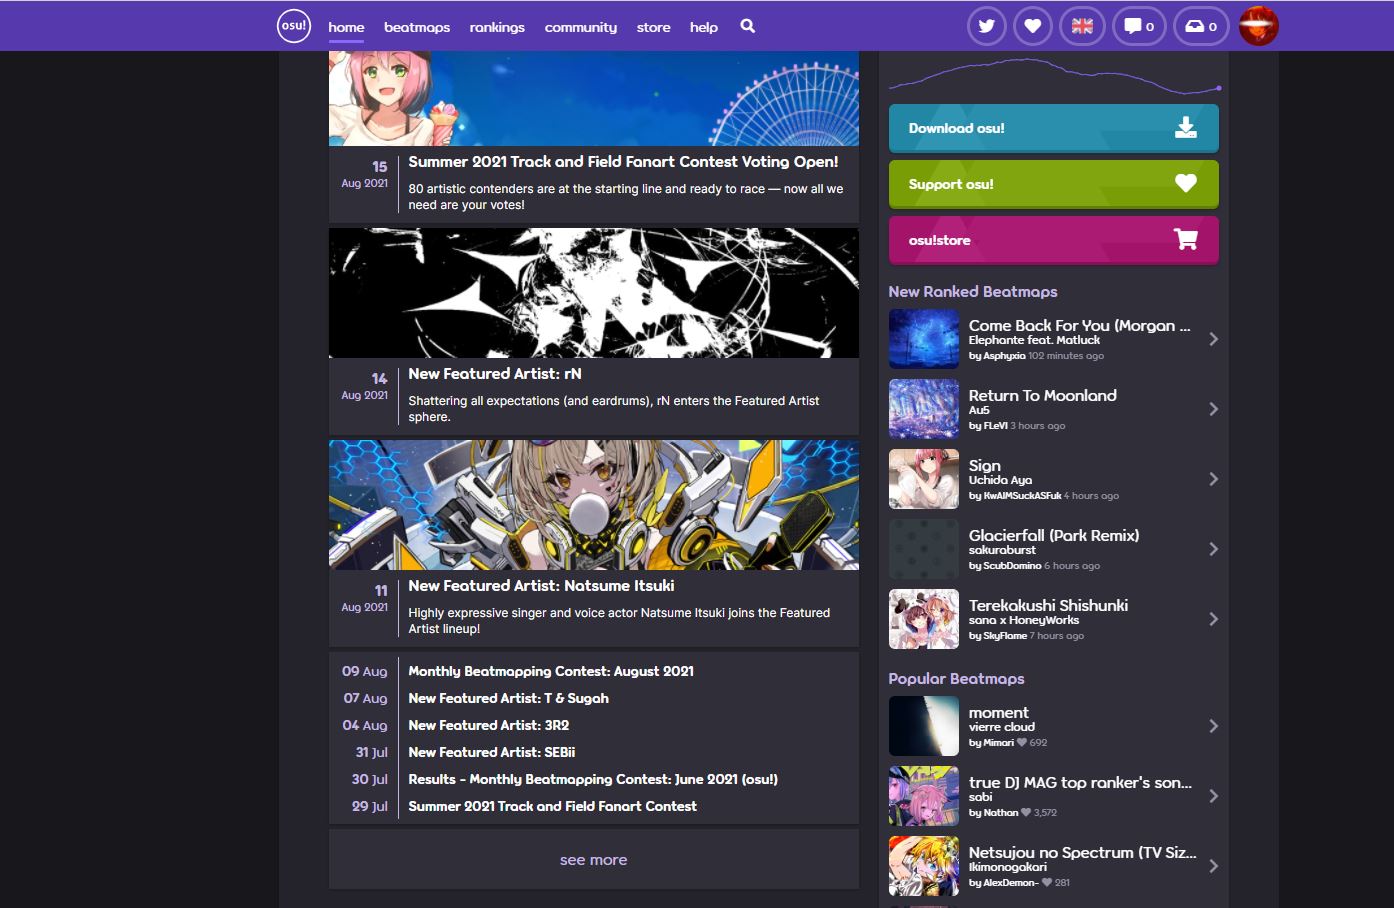 osu! home beatmaps rankings community store help 0 0
15
Aug 2021
Summer 2021 Track and Field Fanart Contest Voting Open!
80 artistic contenders are at the starting line and ready to race — now all we
need are your votes!
14
Aug 2021
New Featured Artist: rN
Shattering all expectations (and eardrums), rN enters the Featured Artist
sphere.
11
Aug 2021
New Featured Artist: Natsume Itsuki
Highly expressive singer and voice actor Natsume Itsuki joins the Featured
Artist lineup!
09 Aug Monthly Beatmapping Contest: August 2021
07 Aug New Featured Artist: T & Sugah
04 Aug New Featured Artist: 3R2
31 Jul New Featured Artist: SEBii
30 Jul Results - Monthly Beatmapping Contest: June 2021 (osu!)
29 Jul Summer 2021 Track and Field Fanart Contest
see more
Download osu!
Support osu!
osu!store
New Ranked Beatmaps
Come Back For You (Morgan ...
Elephante feat. Matluck
by Asphyxia 102 minutes ago
Return To Moonland
Au5
by FLeVI 3 hours ago
Sign
Uchida Aya
by KwAIMSuckASFuk 4 hours ago
Glacierfall (Park Remix)
sakuraburst
by ScubDomino 6 hours ago
Terekakushi Shishunki
sana x HoneyWorks
by SkyFlame 7 hours ago
Popular Beatmaps
moment
vierre cloud
by Mimari 692
true DJ MAG top ranker's son...
sabi
by Nathan 3,572
Netsujou no Spectrum (TV Siz...
Ikimonogakari
by AlexDemon- 281